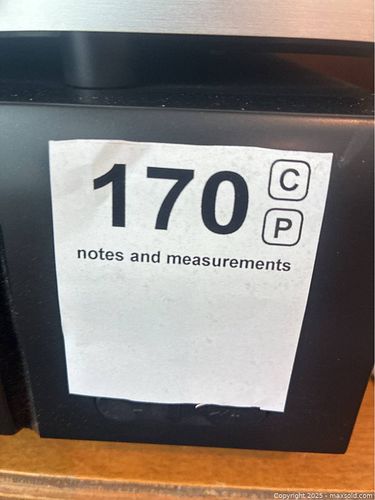 170 C
P
notes and measurements
Copyright © 2025 - maxsold.com